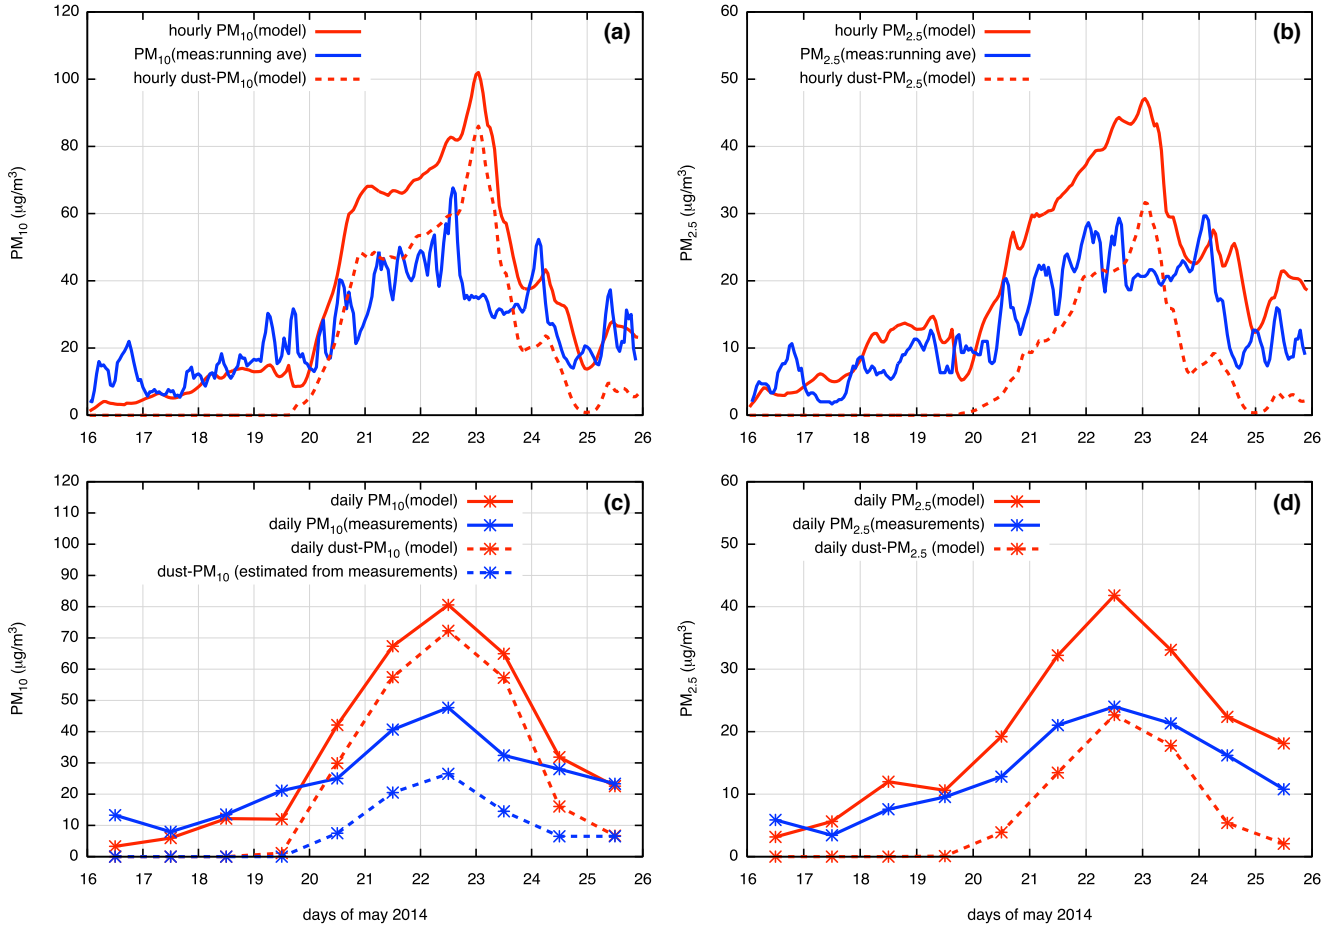 120
100
80
60
40
20
0
PM10 (μg/m3)
hourly PM10(model)
PM10(meas:running ave)
hourly dust-PM10(model)
(a)
16 17 18 19 20 21 22 23 24 25 26
60
50
40
30
20
10
0
PM2.5 (μg/m3)
hourly PM2.5(model)
PM2.5(meas:running ave)
hourly dust-PM2.5(model)
(b)
16 17 18 19 20 21 22 23 24 25 26
120
110
100
90
80
70
60
50
40
30
20
10
0
PM10 (μg/m3)
daily PM10(model)
daily PM10(measurements)
daily dust-PM10 (model)
dust-PM10 (estimated from measurements)
(c)
16 17 18 19 20 21 22 23 24 25 26
days of may 2014
60
50
40
30
20
10
0
PM2.5 (μg/m3)
daily PM2.5(model)
daily PM2.5(measurements)
daily dust-PM2.5 (model)
(d)
16 17 18 19 20 21 22 23 24 25 26
days of may 2014